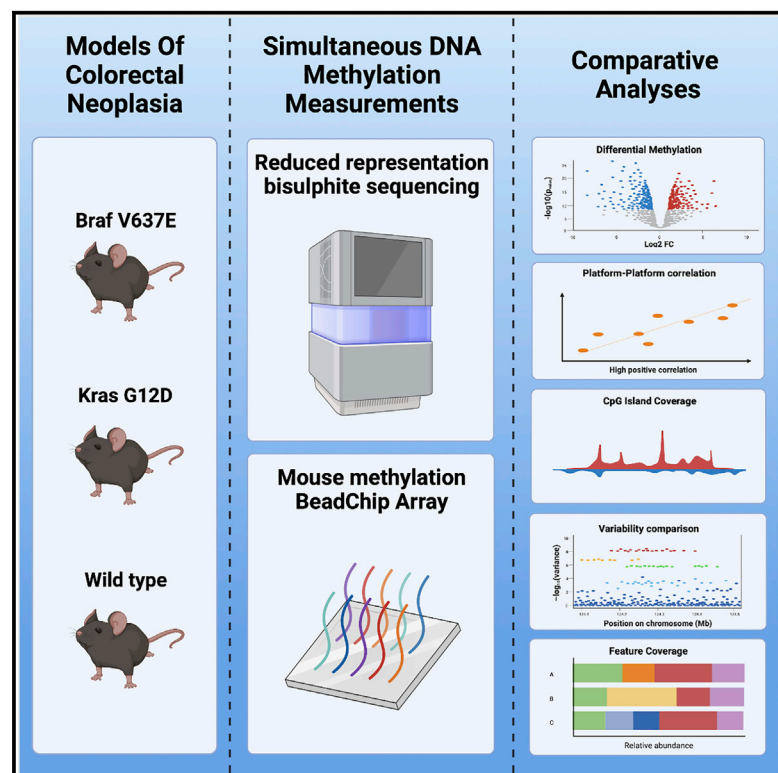 Models Of
Colorectal
Neoplasia
Braf V637E
Kras G12D
Wild type
Simultaneous DNA
Methylation
Measurements
Reduced representation
bisulphite sequencing
Mouse methylation
BeadChip Array
Comparative
Analyses
Differential Methylation
Log2 FC
Platform-Platform correlation
High positive correlation
CpG Island Coverage
Variability comparison
Position on chromosome (Mb)
Feature Coverage
A
B
C
Relative abundance